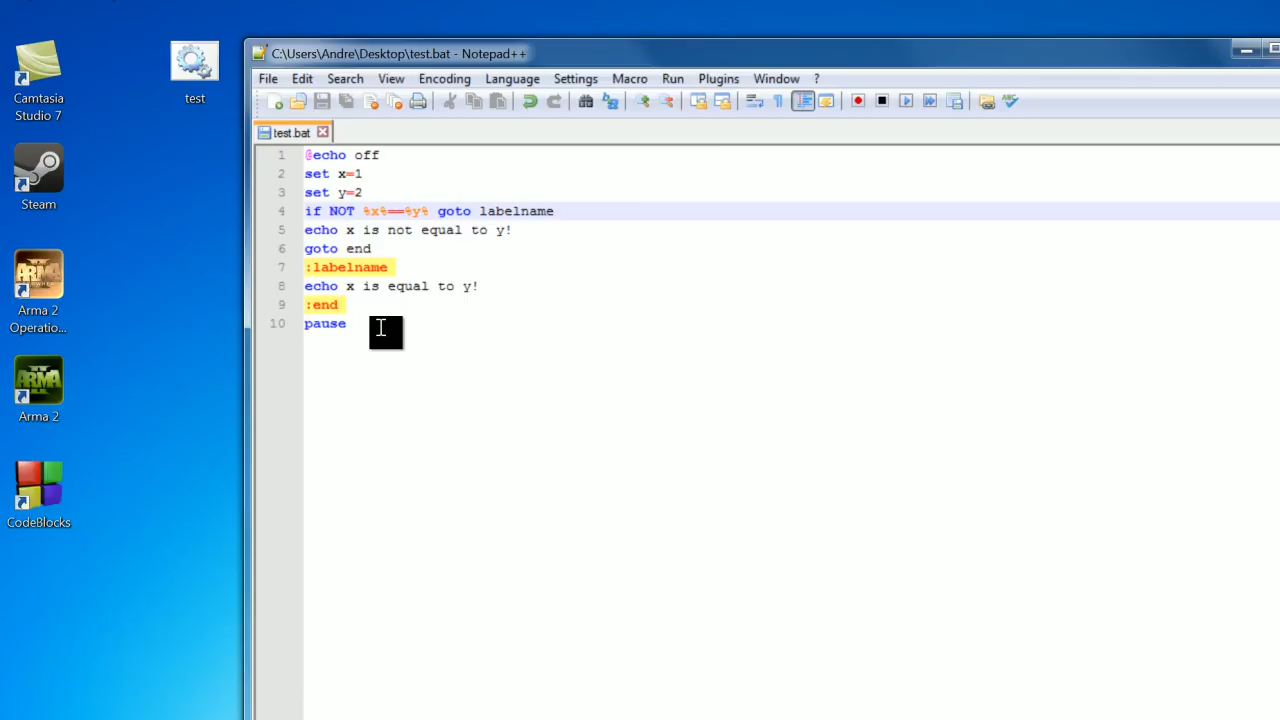 C:\Users\Andre\Desktop\test.bat - Notepad++
File Edit Search View Encoding Language Settings Macro Run Plugins Window ?
test.bat
1 @echo off
2 set x=1
3 set y=2
4 if NOT %x%==%y% goto labelname
5 echo x is not equal to y!
6 goto end
7 :labelname
8 echo x is equal to y!
9 :end
10 pause
Camtasia
Studio 7
test
Steam
Arma 2
Operatio...
Arma 2
CodeBlocks